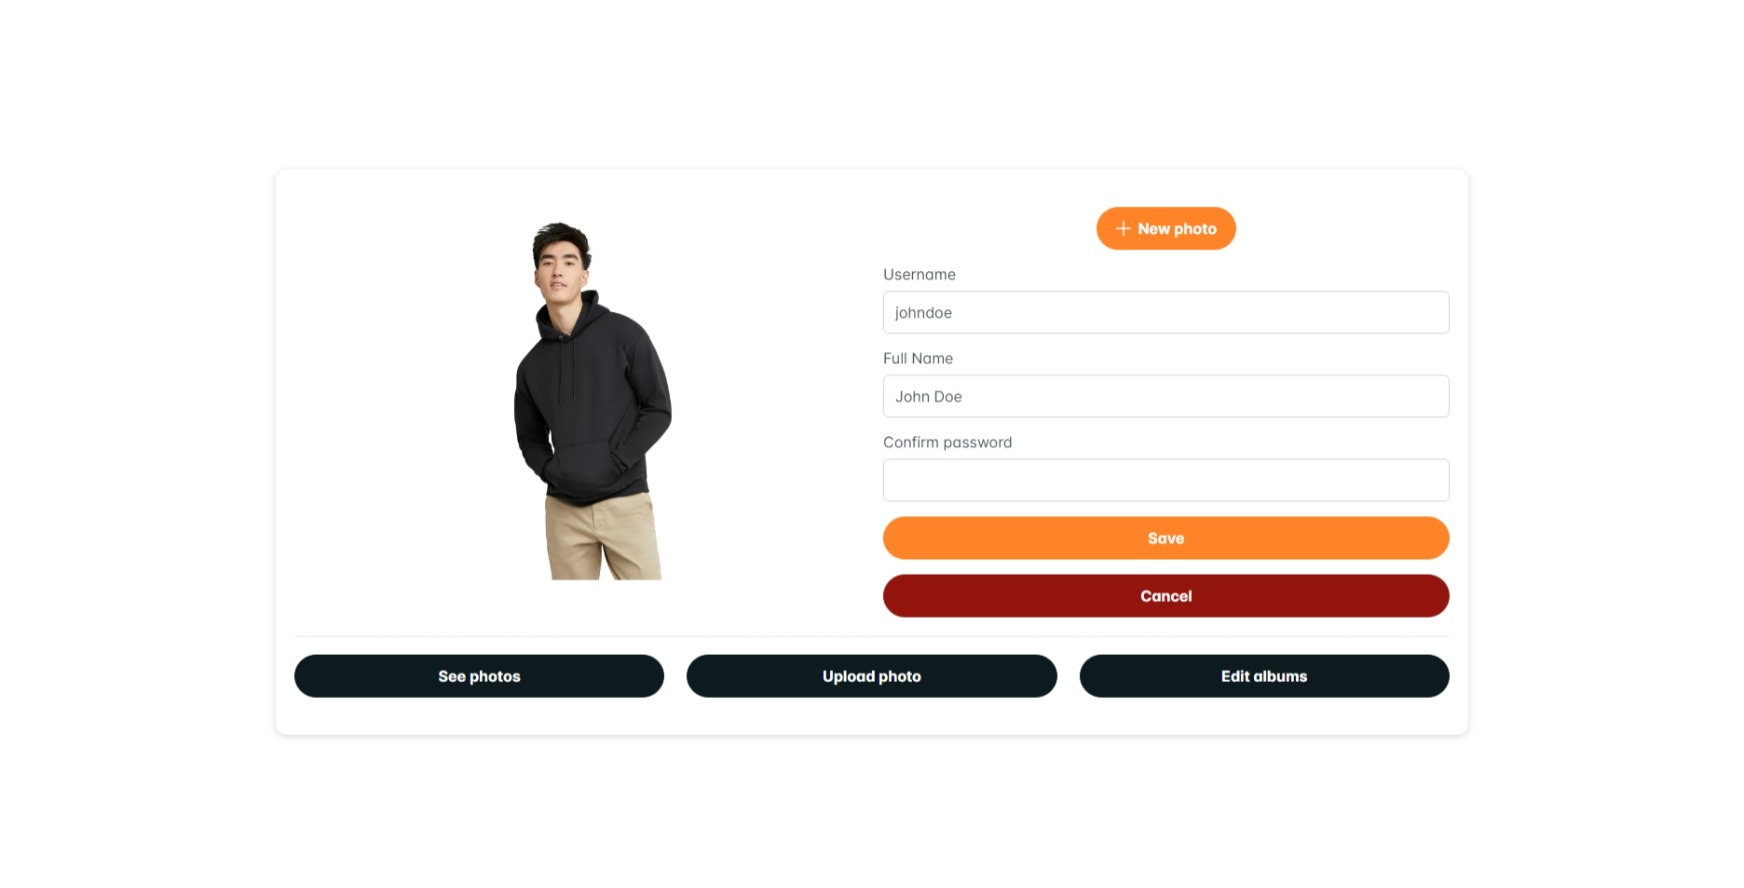 New photo
Username
johndoe
Full Name
John Doe
Confirm password
Save
Cancel
See photos
Upload photo
Edit albums